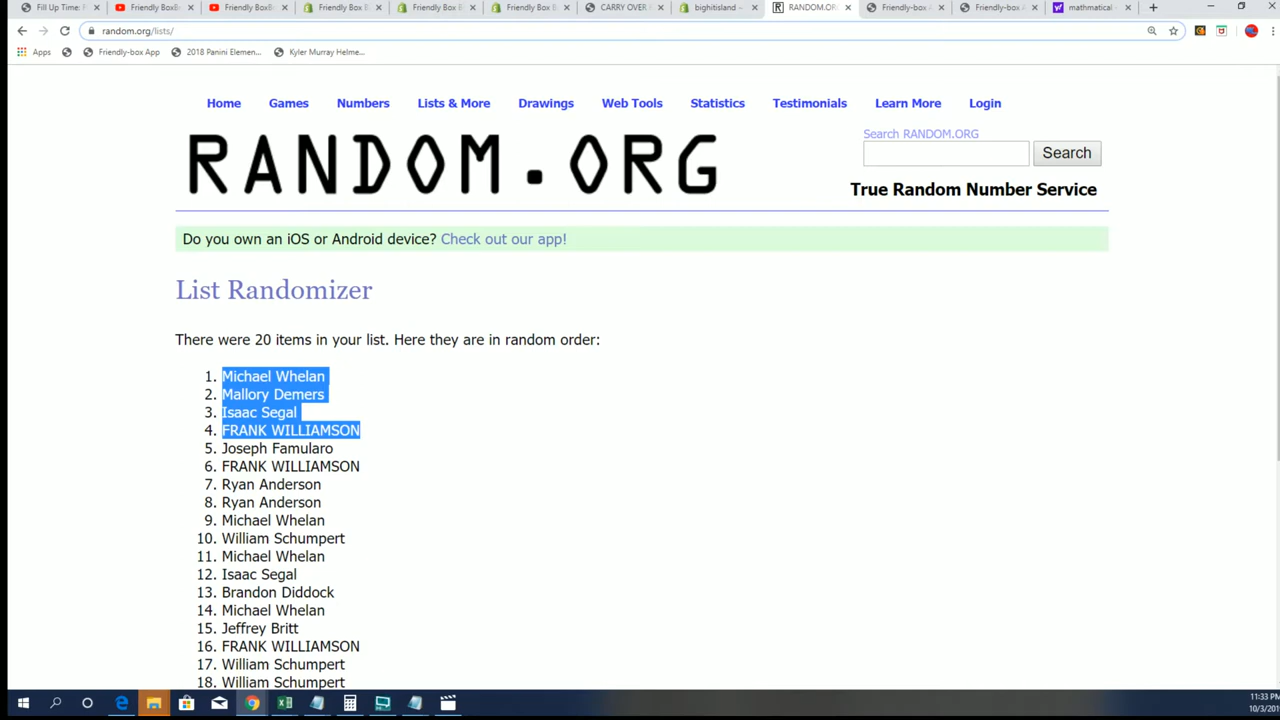 Fill Up Time: F
Friendly BoxBr
Friendly BoxBr
Friendly Box B
Friendly Box B
Friendly Box B
CARRY OVER
bighitisland –
RANDOM.OR
Friendly-box A
Friendly-box A
mathmatical
random.org/lists/
Apps
Friendly-box App
2018 Panini Elemen...
Kyler Murray Helme...
Home
Games
Numbers
Lists & More
Drawings
Web Tools
Statistics
Testimonials
Learn More
Login
RANDOM.ORG
Search RANDOM.ORG
Search
True Random Number Service
Do you own an iOS or Android device? Check out our app!
List Randomizer
There were 20 items in your list. Here they are in random order:
1. Michael Whelan
2. Mallory Demers
3. Isaac Segal
4. FRANK WILLIAMSON
5. Joseph Famularo
6. FRANK WILLIAMSON
7. Ryan Anderson
8. Ryan Anderson
9. Michael Whelan
10. William Schumpert
11. Michael Whelan
12. Isaac Segal
13. Brandon Diddock
14. Michael Whelan
15. Jeffrey Britt
16. FRANK WILLIAMSON
17. William Schumpert
18. William Schumpert
11:33 PM
10/3/201